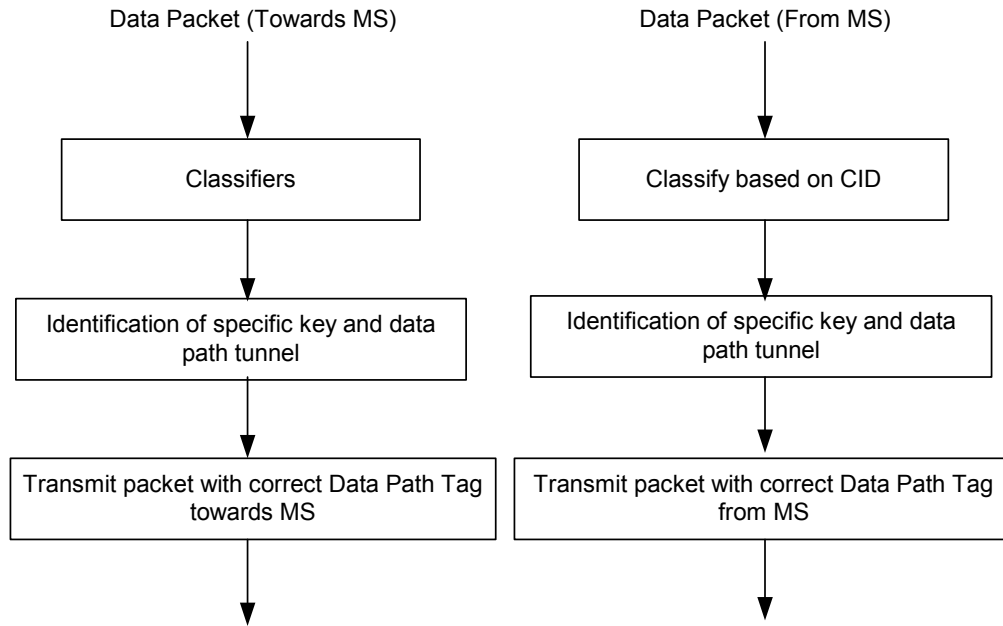 Data Packet (Towards MS)
Classifiers
Identification of specific key and data
path tunnel
Transmit packet with correct Data Path Tag
towards MS
Data Packet (From MS)
Classify based on CID
Identification of specific key and data
path tunnel
Transmit packet with correct Data Path Tag
from MS